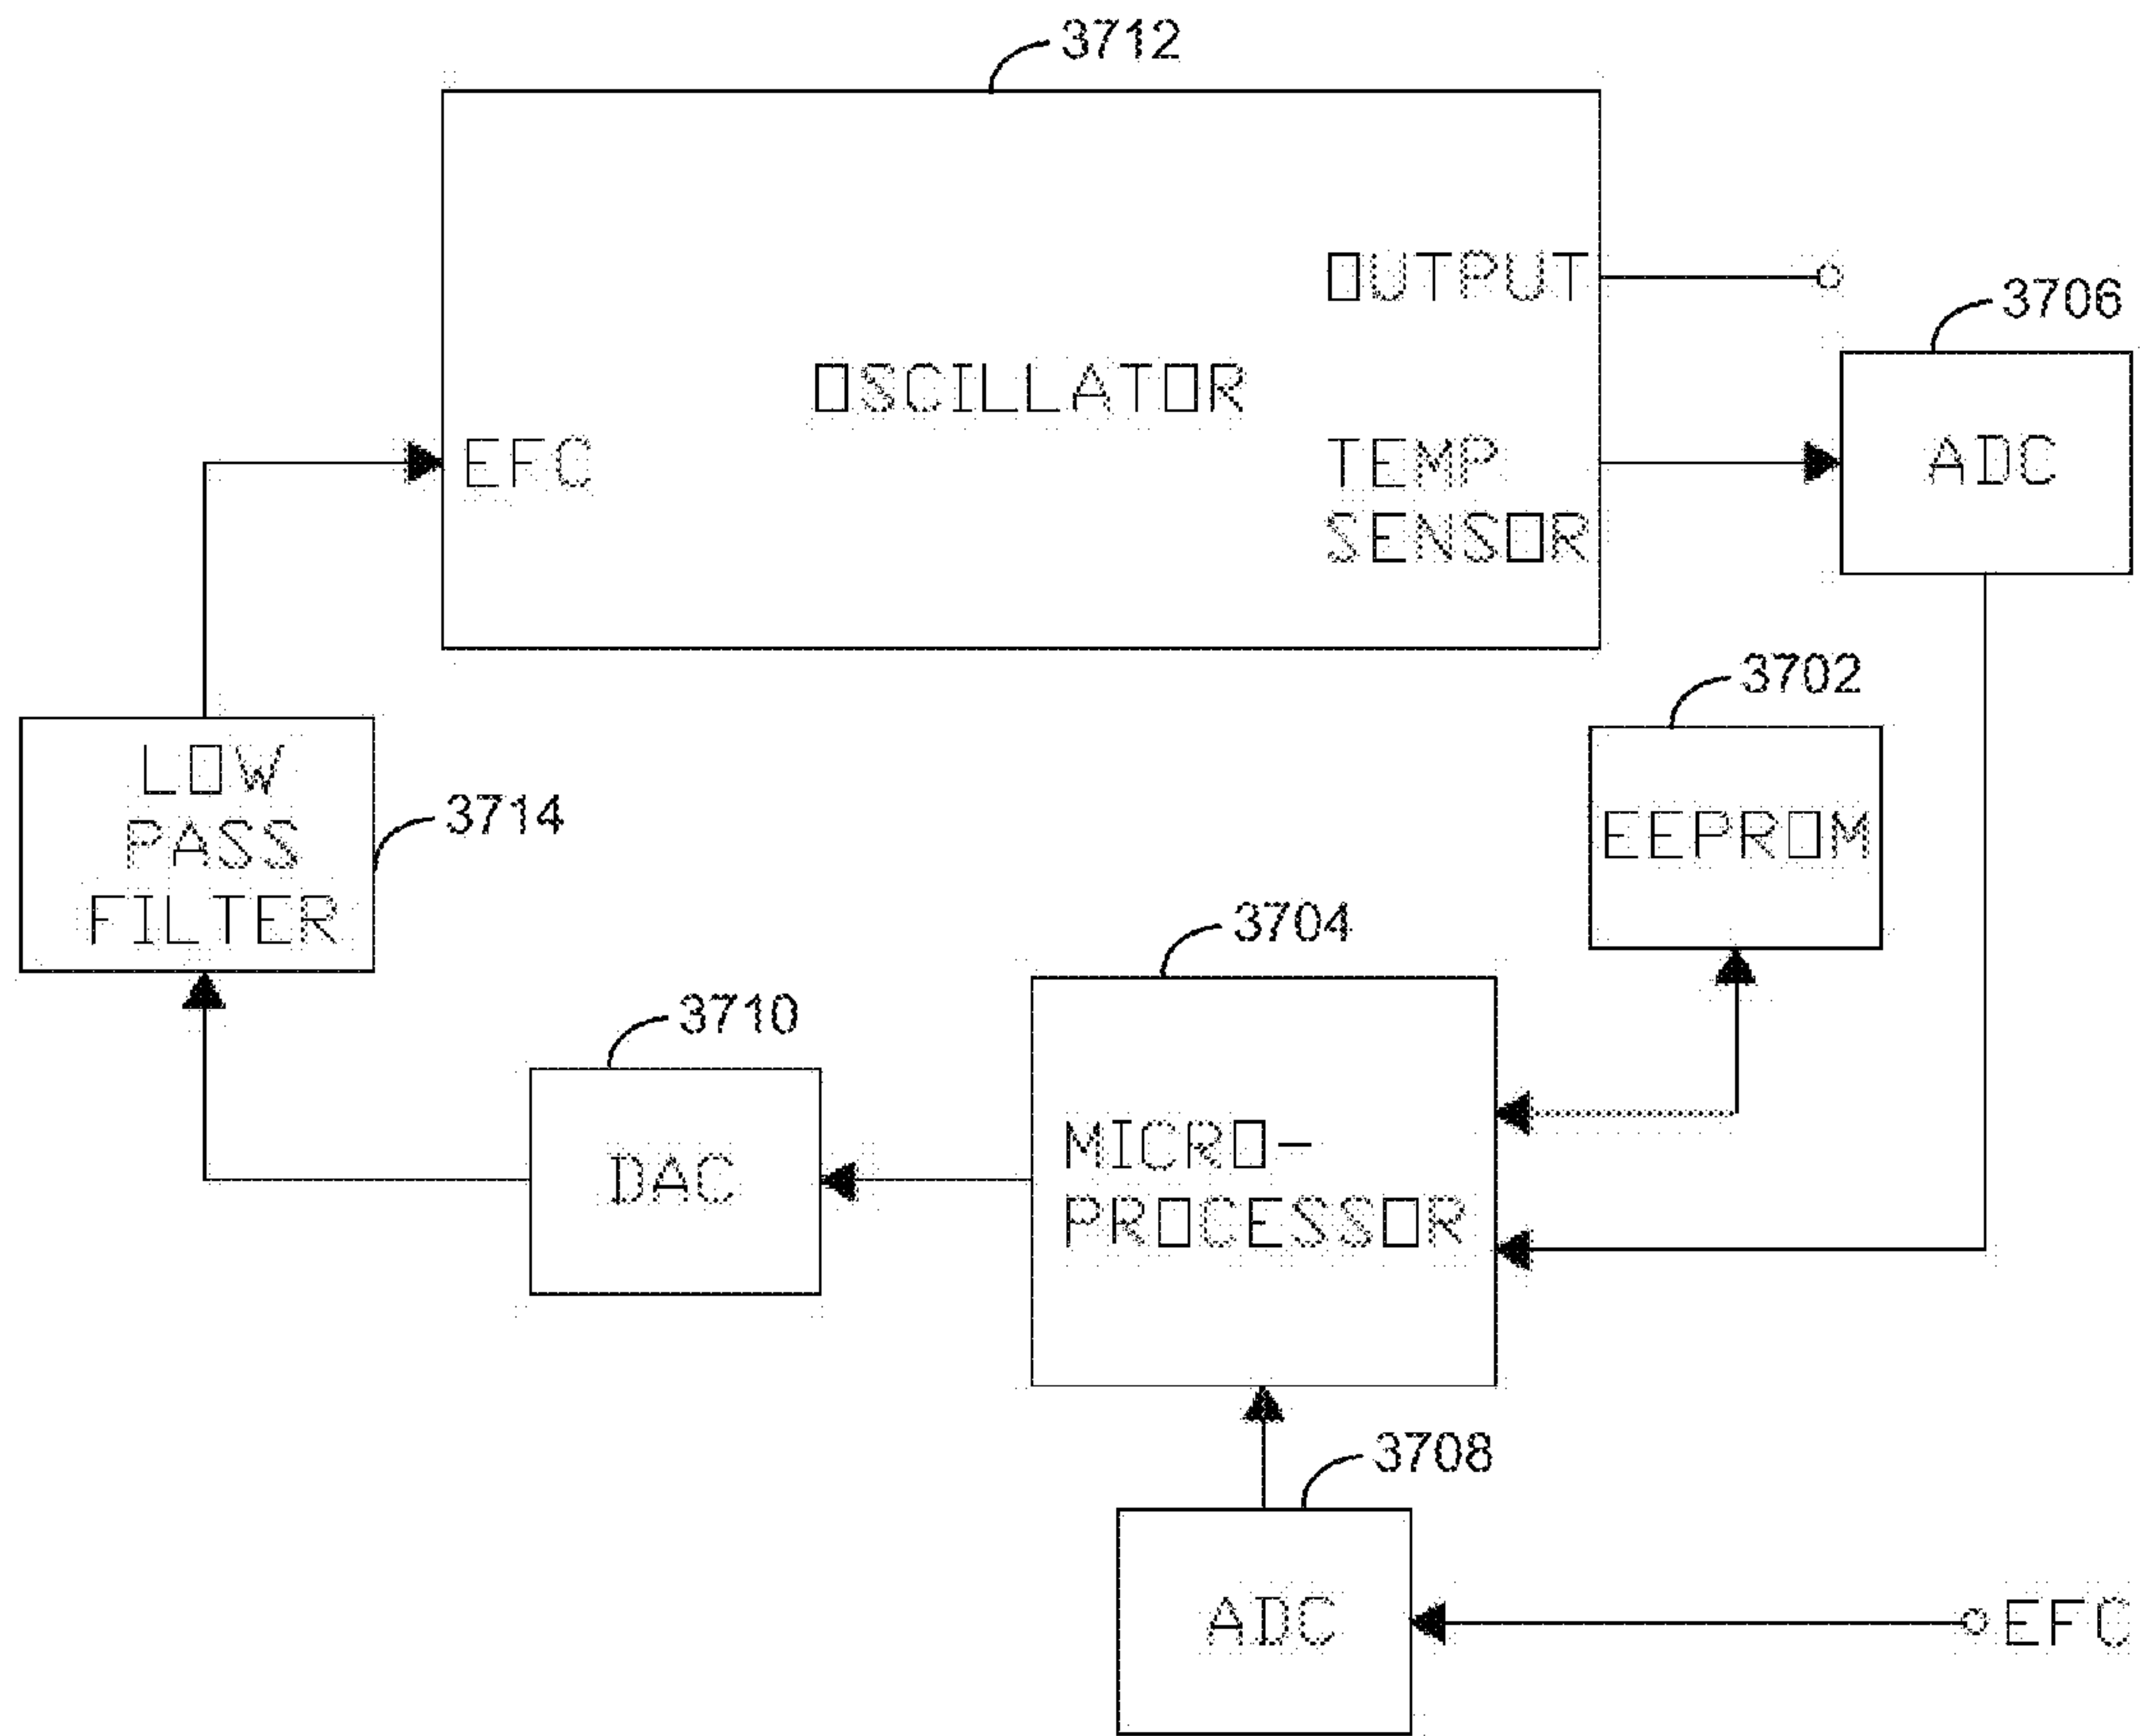 3712
OUTPUT
3706
OSCILLATOR
EFC
TEMP
SENSOR
ADC
3702
LOW
PASS
FILTER
3714
EEPROM
3704
3710
MICRO-
PROCESSOR
DAC
3708
ADC
EFC